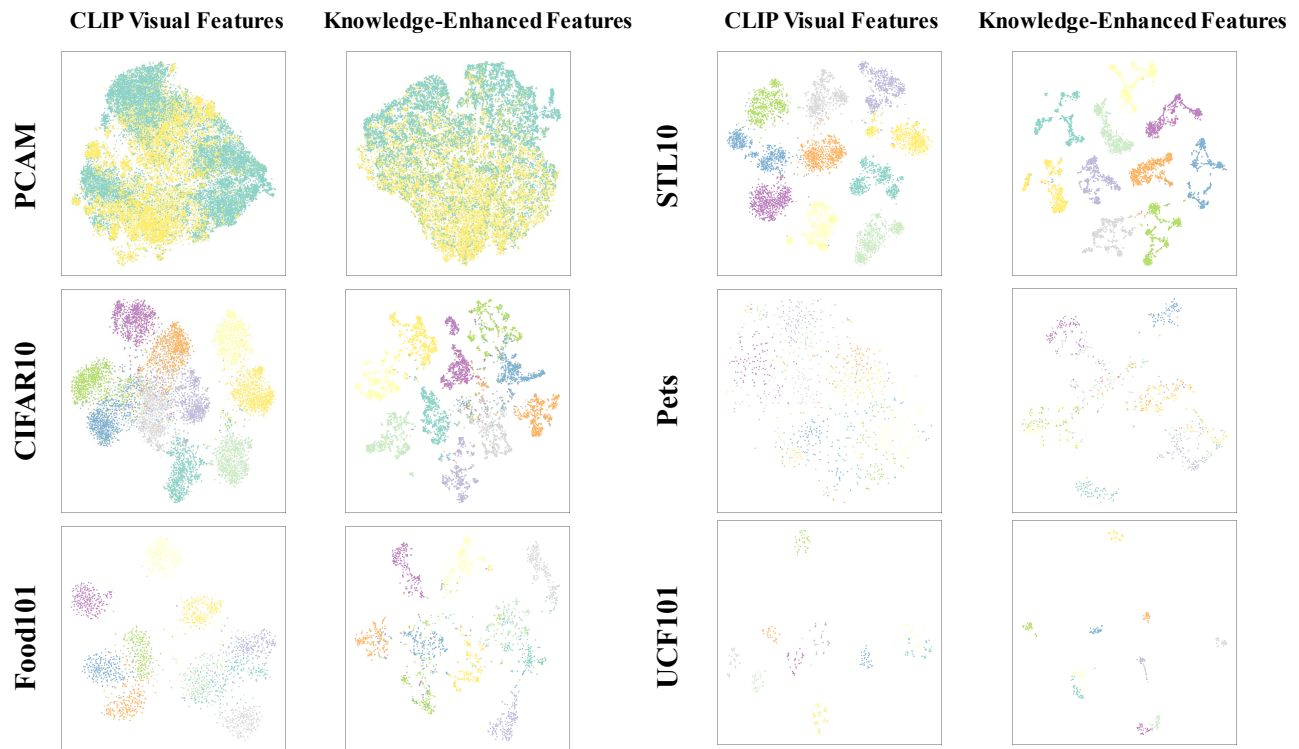 CLIP Visual Features Knowledge-Enhanced Features CLIP Visual Features Knowledge-Enhanced Features
PCAM STL10
CIFAR10 Pets
Food101 UCF101